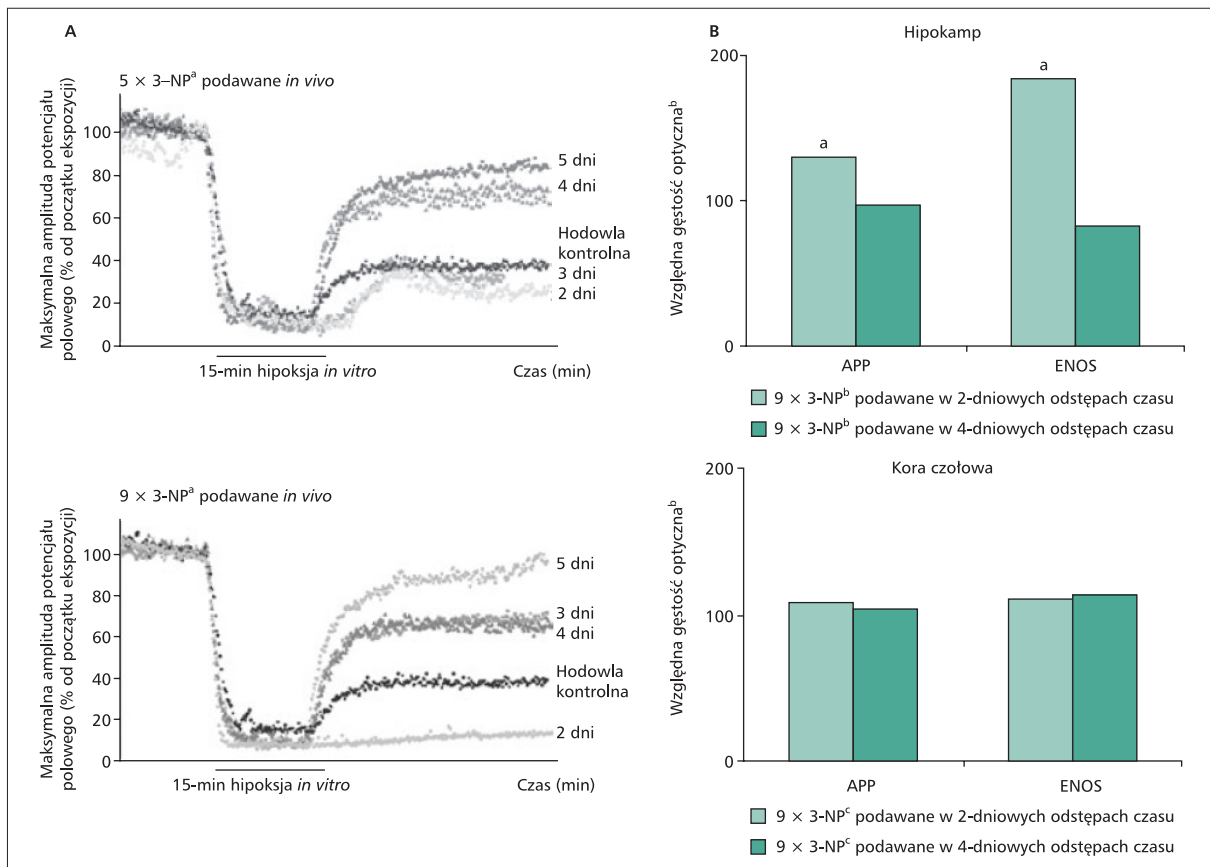 A
5 × 3–NPᵃ podawane in vivo
Maksymalna amplituda potencjału
polowego (% od początku ekspozycji)
100
80
60
40
20
0
5 dni
4 dni
Hodowla
kontrolna
3 dni
2 dni
15-min hipoksja in vitro
Czas (min)
9 × 3-NPᵃ podawane in vivo
Maksymalna amplituda potencjału
polowego (% od początku ekspozycji)
100
80
60
40
20
0
5 dni
3 dni
4 dni
Hodowla
kontrolna
2 dni
15-min hipoksja in vitro
Czas (min)
B
Hipokamp
Względna gęstość optycznaᵇ
200
100
0
a
a
APP
ENOS
9 × 3-NPᵇ podawane w 2-dniowych odstępach czasu
9 × 3-NPᵇ podawane w 4-dniowych odstępach czasu
Kora czołowa
Względna gęstość optycznaᵇ
200
100
0
APP
ENOS
9 × 3-NPᶜ podawane w 2-dniowych odstępach czasu
9 × 3-NPᶜ podawane w 4-dniowych odstępach czasu